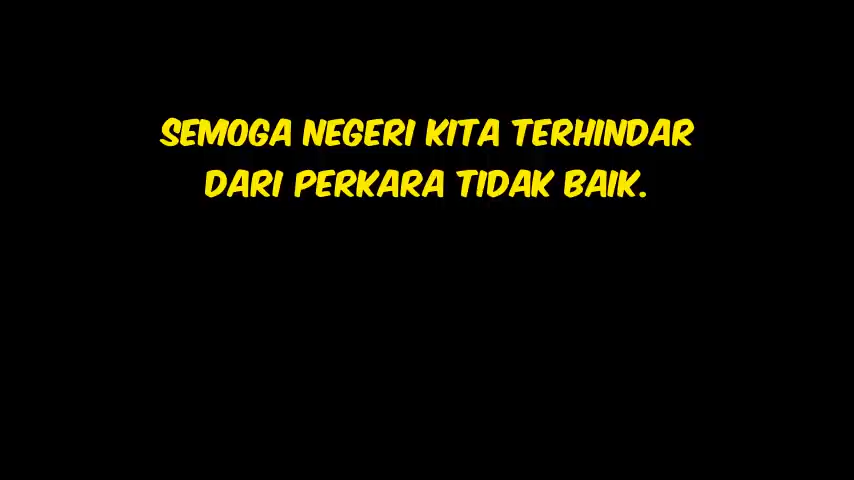 SEMOGA NEGERI KITA TERHINDAR
DARI PERKARA TIDAK BAIK.